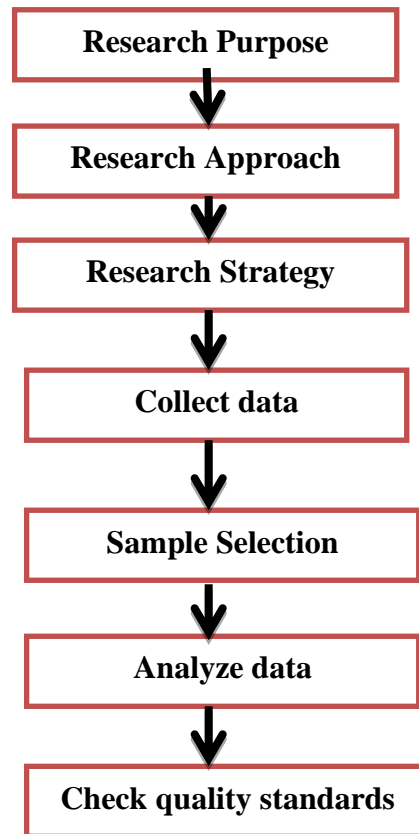 Research Purpose
Research Approach
Research Strategy
Collect data
Sample Selection
Analyze data
Check quality standards